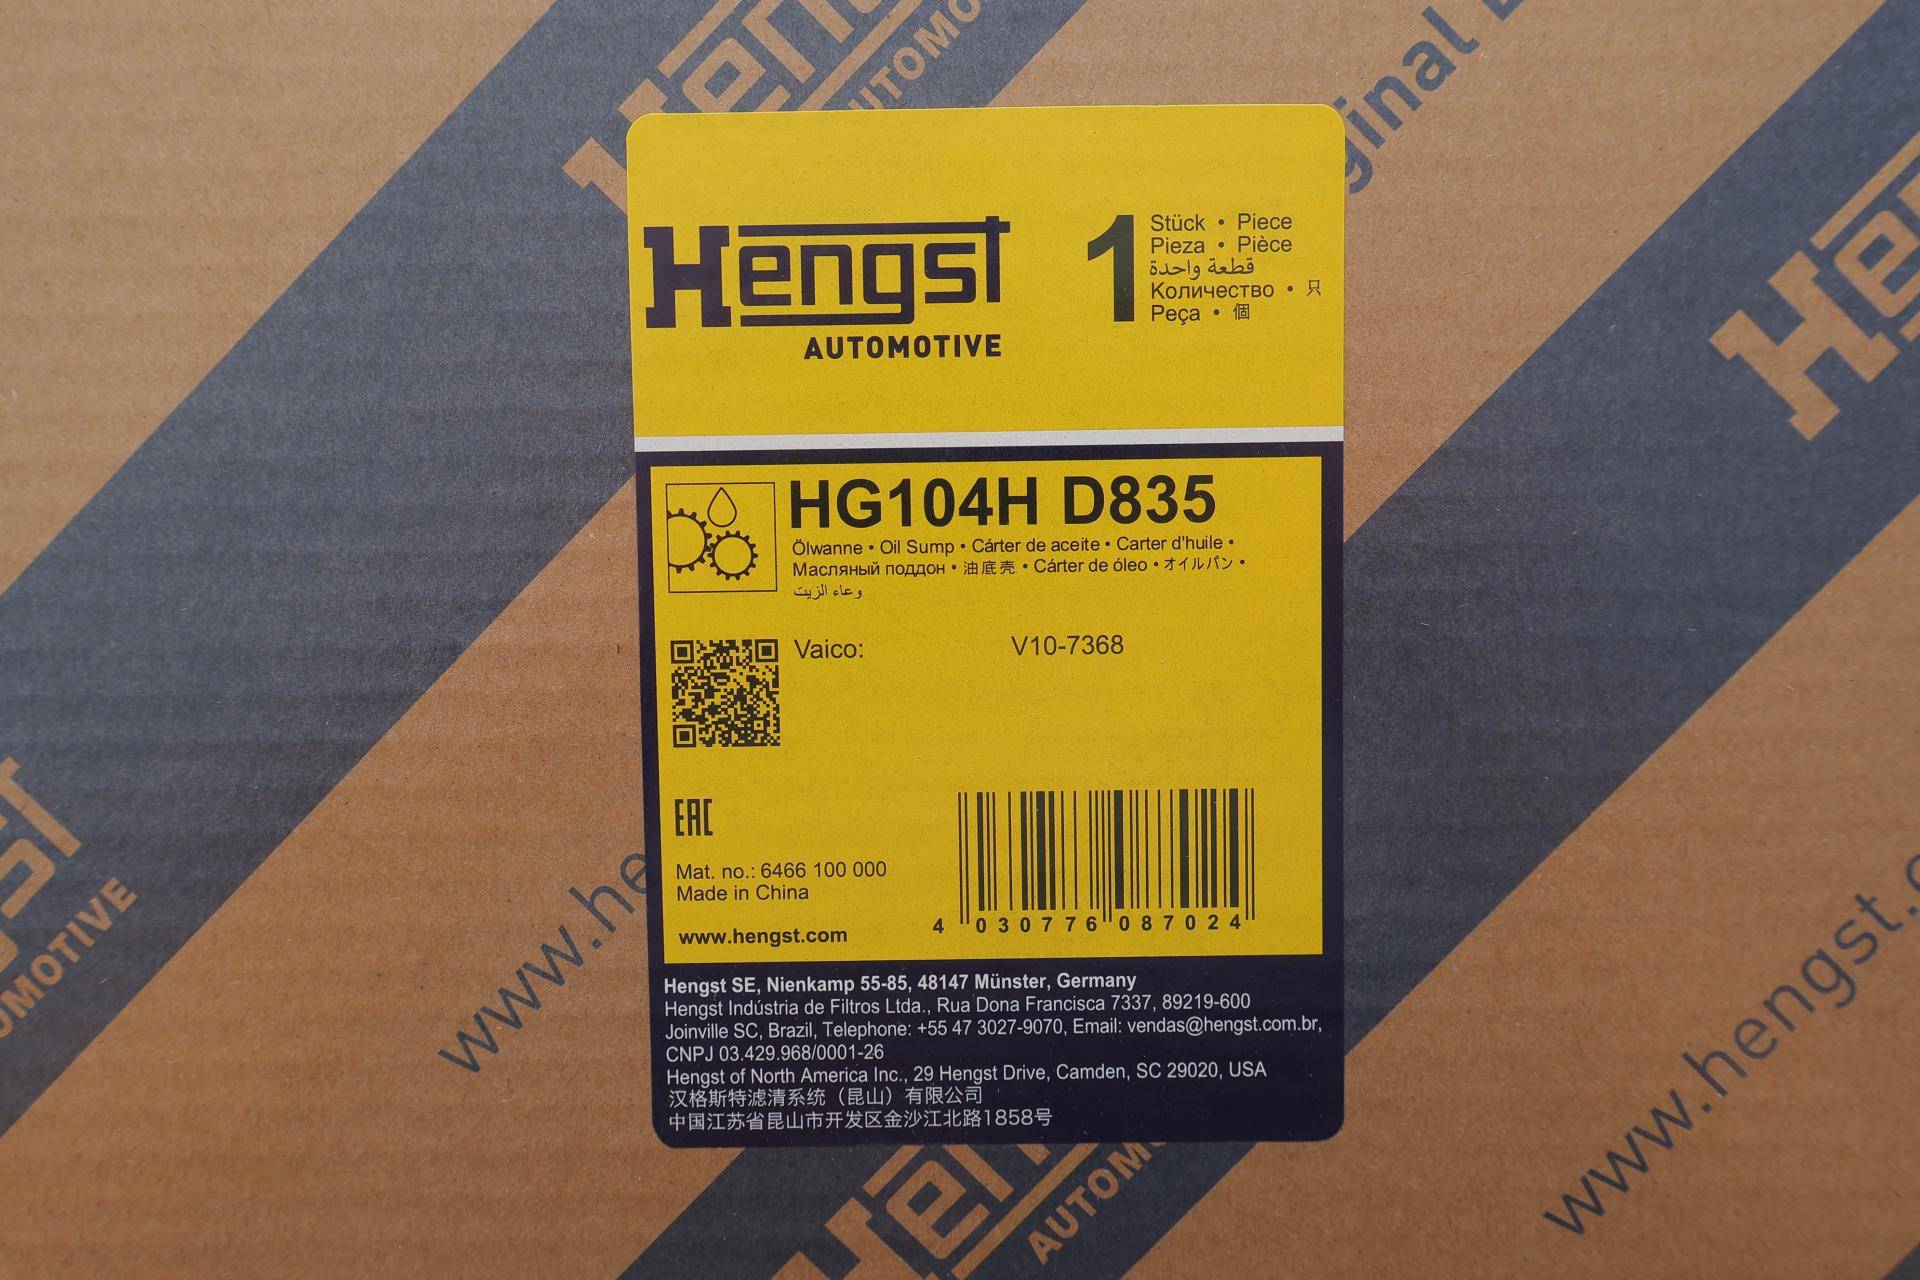 Hengst
AUTOMOTIVE
1
Stück • Piece
Pieza • Pièce
قطعة واحدة
Количество • 只
Peça • 個
HG104H D835
Ölwanne • Oil Sump • Cárter de aceite • Carter d'huile •
Масляный поддон • 油底壳 • Cárter de óleo • オイルパン •
وعاء الزيت
Vaico: V10-7368
EAC
Mat. no.: 6466 100 000
Made in China
www.hengst.com
4 030776 087024
Hengst SE, Nienkamp 55-85, 48147 Münster, Germany
Hengst Indústria de Filtros Ltda., Rua Dona Francisca 7337, 89219-600
Joinville SC, Brazil, Telephone: +55 47 3027-9070, Email: vendas@hengst.com.br,
CNPJ 03.429.968/0001-26
Hengst of North America Inc., 29 Hengst Drive, Camden, SC 29020, USA
汉格斯特滤清系统（昆山）有限公司
中国江苏省昆山市开发区金沙江北路1858号
AUTOMOTIVE
www.hengst.